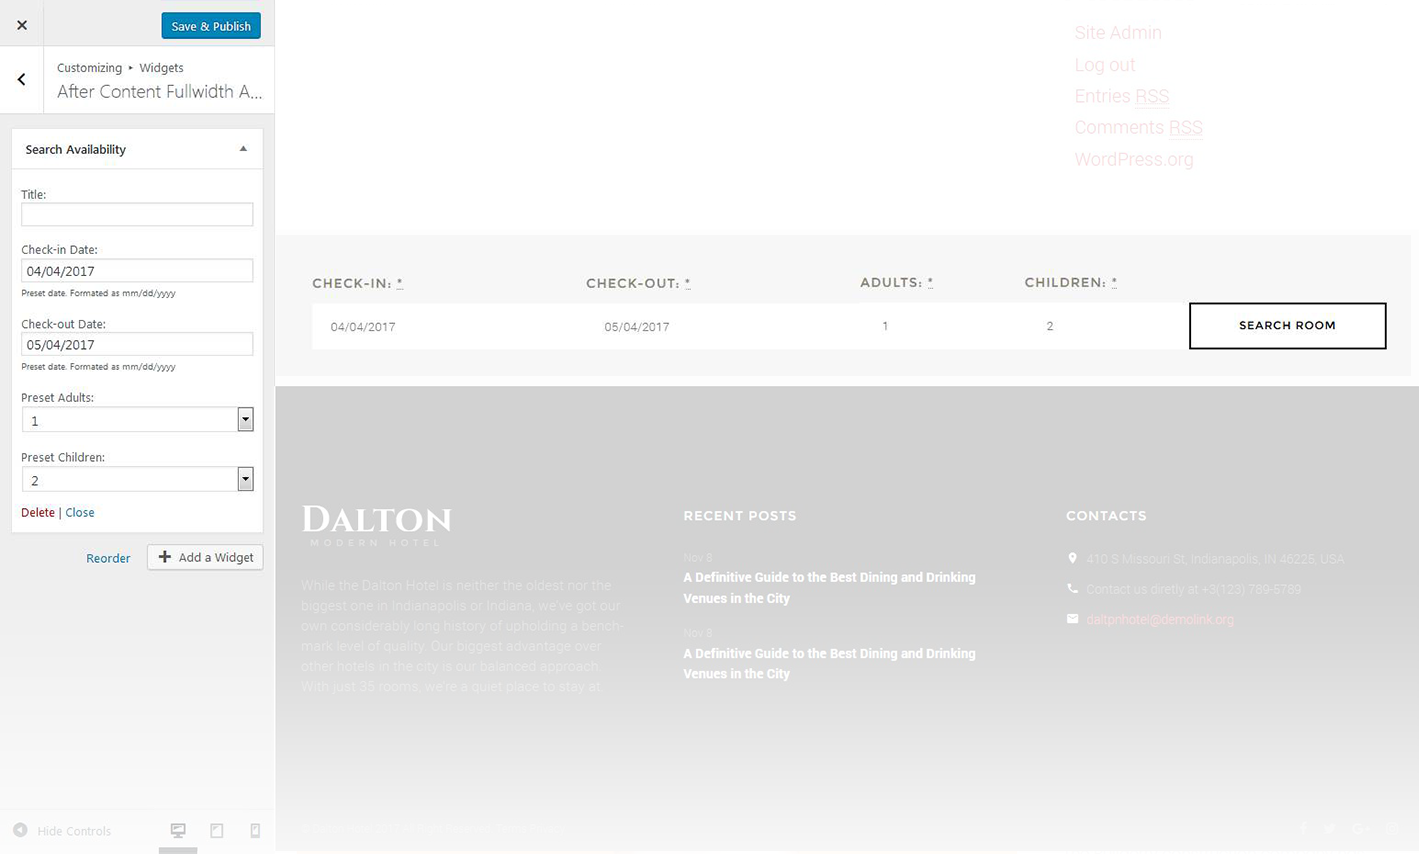 Save & Publish
Customizing ▸ Widgets
After Content Fullwidth A...
Search Availability
Title:
Check-in Date:
04/04/2017
Preset date. Formated as mm/dd/yyyy
Check-out Date:
05/04/2017
Preset date. Formated as mm/dd/yyyy
Preset Adults:
1
Preset Children:
2
Delete | Close
Reorder
Add a Widget
Hide Controls
Site Admin
Log out
Entries RSS
Comments RSS
WordPress.org
CHECK-IN: * CHECK-OUT: * ADULTS: * CHILDREN: *
04/04/2017 05/04/2017 1 2 SEARCH ROOM
DALTON
MODERN HOTEL
While the Dalton Hotel is neither the oldest nor the
biggest one in Indianapolis or Indiana, we've got our
own considerably long history of upholding a bench-
mark level of quality. Our biggest advantage over
other hotels in the city is our balanced approach.
With just 35 rooms, we're a quiet place to stay at
RECENT POSTS
Nov 8
A Definitive Guide to the Best Dining and Drinking
Venues in the City
Nov 8
A Definitive Guide to the Best Dining and Drinking
Venues in the City
CONTACTS
410 S Missouri St, Indianapolis, IN 46225, USA
Contact us diretly at +3(123) 789-5789
daltpnhotel@demolink.org